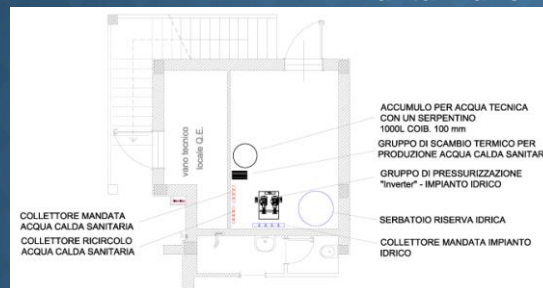 ACCUMULO PER ACQUA TECNICA
CON UN SERPENTINO
1000L COIB. 100 mm
GRUPPO DI SCAMBIO TERMICO PER
PRODUZIONE ACQUA CALDA SANITAR
GRUPPO DI PRESSURIZZAZIONE
"Inverter" - IMPIANTO IDRICO
SERBATOIO RISERVA IDRICA
COLLETTORE MANDATA IMPIANTO
IDRICO
vano tecnico
locale Q.E.
COLLETTORE MANDATA
ACQUA CALDA SANITARIA
COLLETTORE RICIRCOLO
ACQUA CALDA SANITARIA